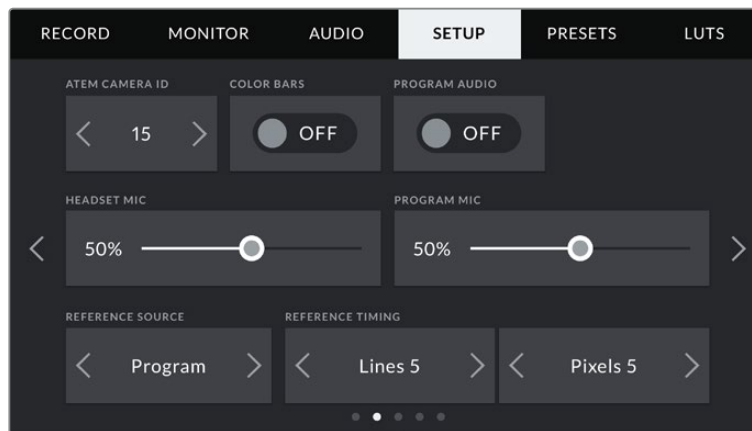 RECORD MONITOR AUDIO SETUP PRESETS LUTS
ATEM CAMERA ID COLOR BARS PROGRAM AUDIO
15 OFF OFF
HEADSET MIC PROGRAM MIC
50% 50%
REFERENCE SOURCE REFERENCE TIMING
Program Lines 5 Pixels 5